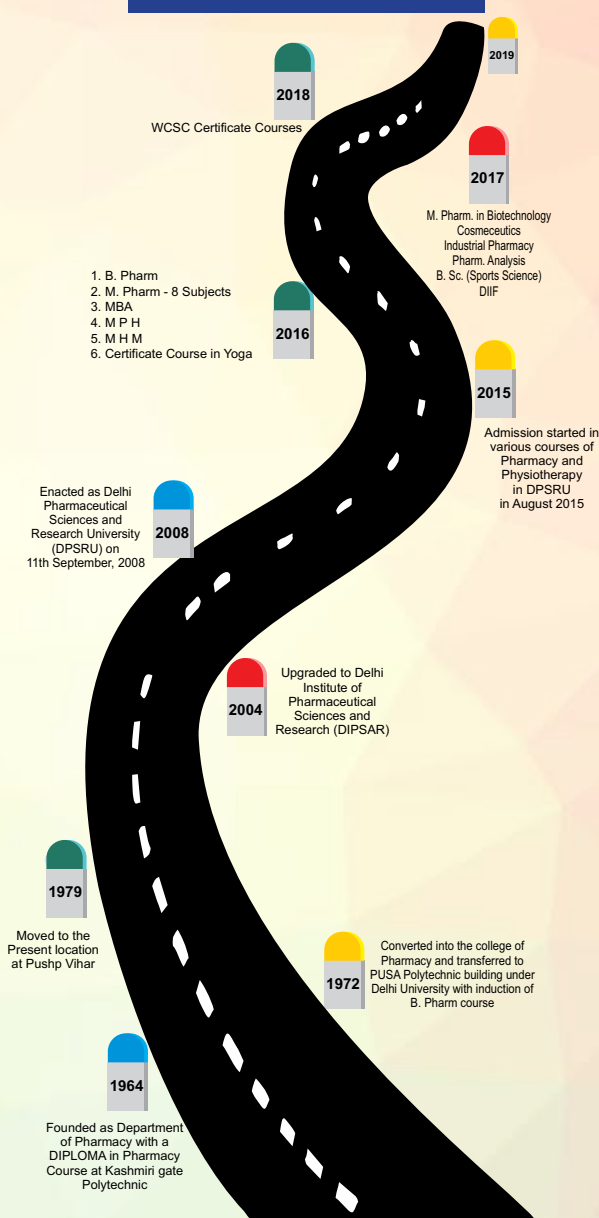 2019
2018
WCSC Certificate Courses
2017
M. Pharm. in Biotechnology
Cosmeceutics
Industrial Pharmacy
Pharm. Analysis
B. Sc. (Sports Science)
DIIF
1. B. Pharm
2. M. Pharm - 8 Subjects
3. MBA
4. M P H
5. M H M
6. Certificate Course in Yoga
2016
2015
Admission started in
various courses of
Pharmacy and
Physiotherapy
in DPSRU
in August 2015
Enacted as Delhi
Pharmaceutical
Sciences and
Research University
(DPSRU) on
11th September, 2008
2008
2004
Upgraded to Delhi
Institute of
Pharmaceutical
Sciences and
Research (DIPSAR)
1979
Moved to the
Present location
at Pushp Vihar
1972
Converted into the college of
Pharmacy and transferred to
PUSA Polytechnic building under
Delhi University with induction of
B. Pharm course
1964
Founded as Department
of Pharmacy with a
DIPLOMA in Pharmacy
Course at Kashmiri gate
Polytechnic